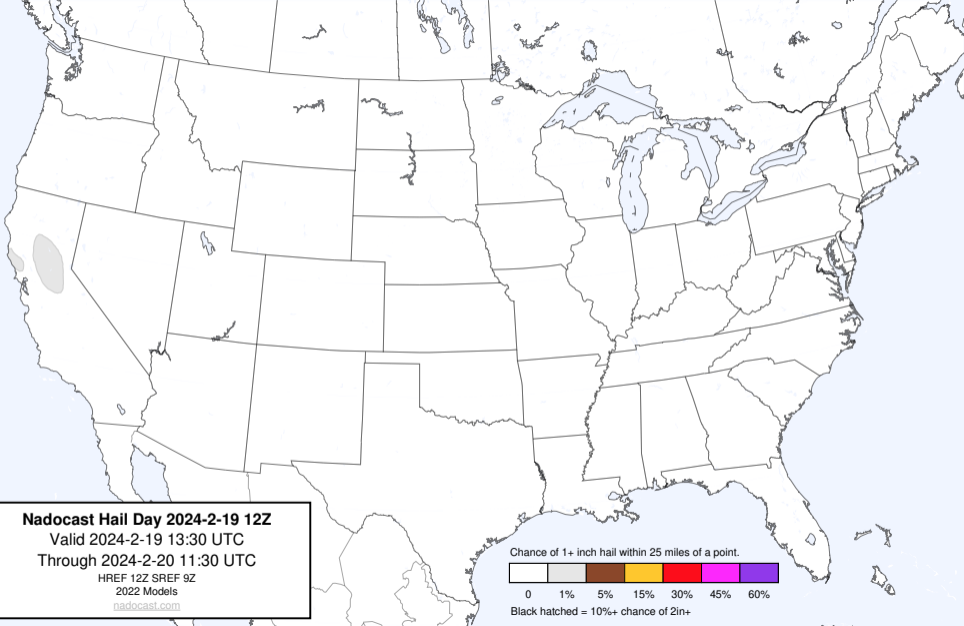 Nadocast Hail Day 2024-2-19 12Z
Valid 2024-2-19 13:30 UTC
Through 2024-2-20 11:30 UTC
HREF 12Z SREF 9Z
2022 Models
nadocast.com
Chance of 1+ inch hail within 25 miles of a point.
0 1% 5% 15% 30% 45% 60%
Black hatched = 10%+ chance of 2in+